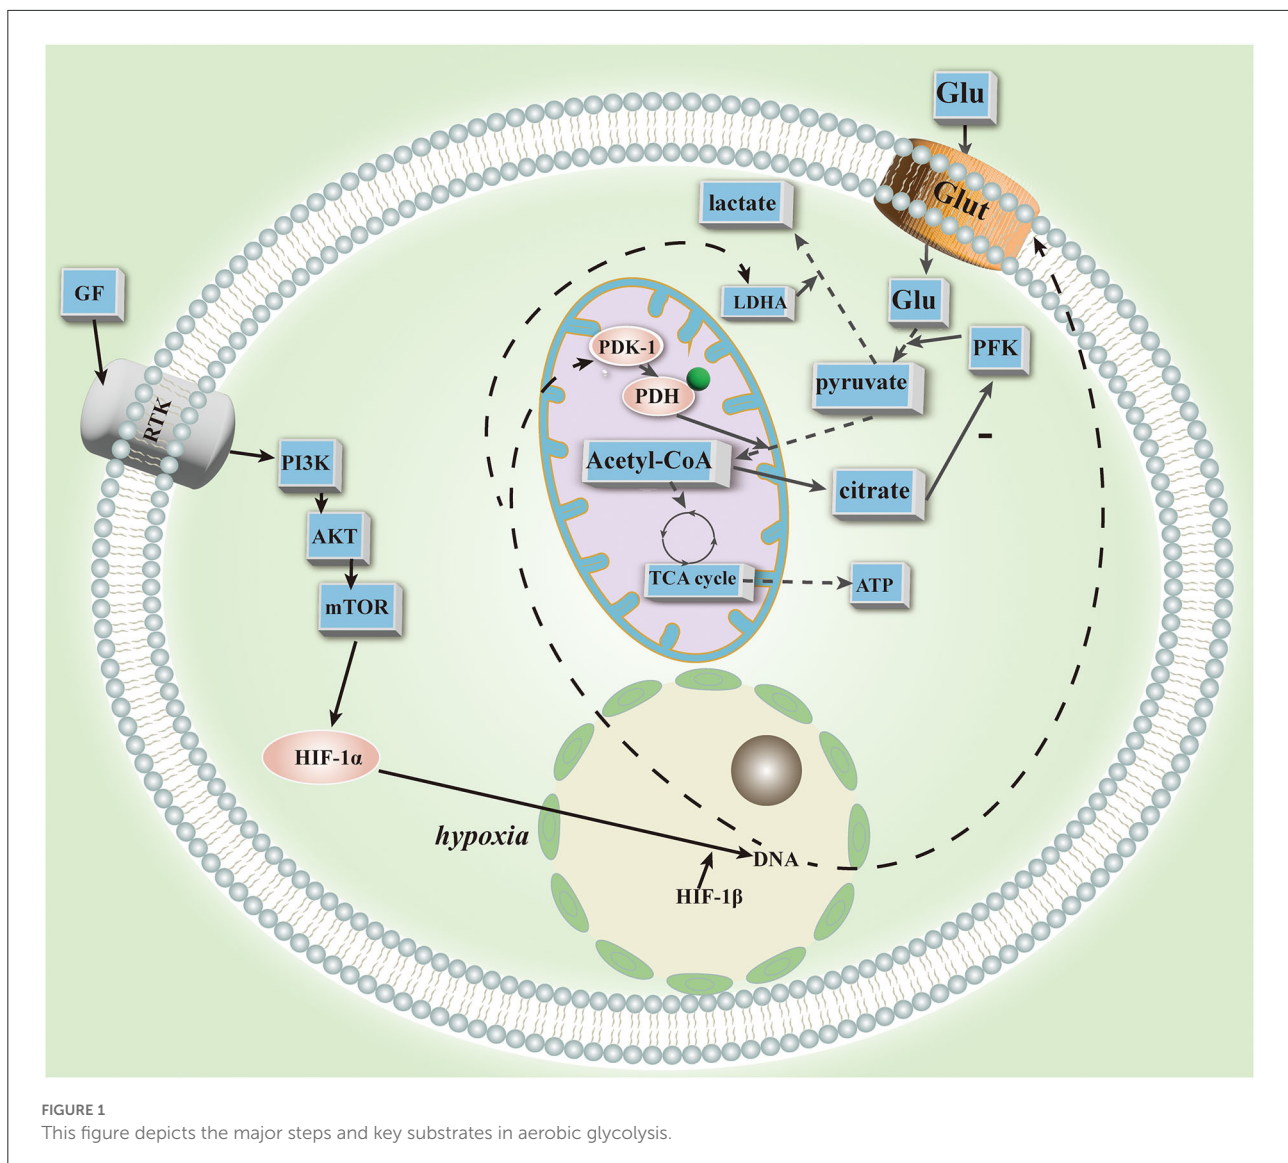 Glu
Glut
lactate
GF
LDHA
Glu
PDK-1
PFK
pyruvate
PDH
RTK
PI3K
Acetyl-CoA
citrate
-
AKT
TCA cycle
ATP
mTOR
HIF-1α
hypoxia
DNA
HIF-1β
FIGURE 1
This figure depicts the major steps and key substrates in aerobic glycolysis.